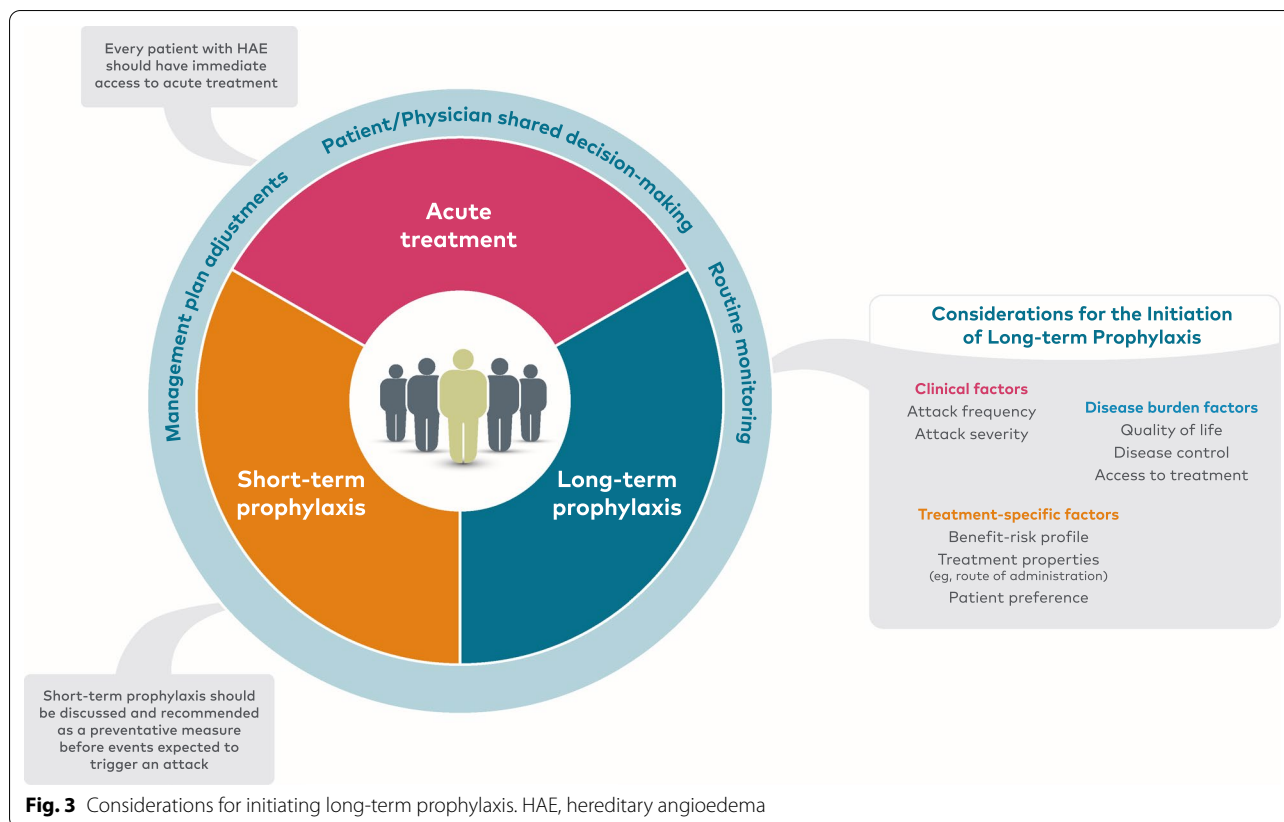 Every patient with HAE
should have immediate
access to acute treatment
Patient/Physician shared decision-making
Management plan adjustments
Routine monitoring
Acute
treatment
Short-term
prophylaxis
Long-term
prophylaxis
Considerations for the Initiation
of Long-term Prophylaxis
Clinical factors
Attack frequency
Attack severity
Disease burden factors
Quality of life
Disease control
Access to treatment
Treatment-specific factors
Benefit-risk profile
Treatment properties
(eg, route of administration)
Patient preference
Short-term prophylaxis should
be discussed and recommended
as a preventative measure
before events expected to
trigger an attack
Fig. 3 Considerations for initiating long-term prophylaxis. HAE, hereditary angioedema